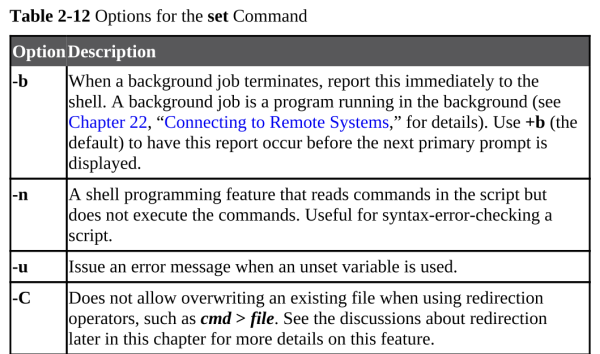 Table 2-12 Options for the set Command
Option Description
-b When a background job terminates, report this immediately to the
shell. A background job is a program running in the background (see
Chapter 22, “Connecting to Remote Systems,” for details). Use +b (the
default) to have this report occur before the next primary prompt is
displayed.
-n A shell programming feature that reads commands in the script but
does not execute the commands. Useful for syntax-error-checking a
script.
-u Issue an error message when an unset variable is used.
-C Does not allow overwriting an existing file when using redirection
operators, such as cmd > file. See the discussions about redirection
later in this chapter for more details on this feature.